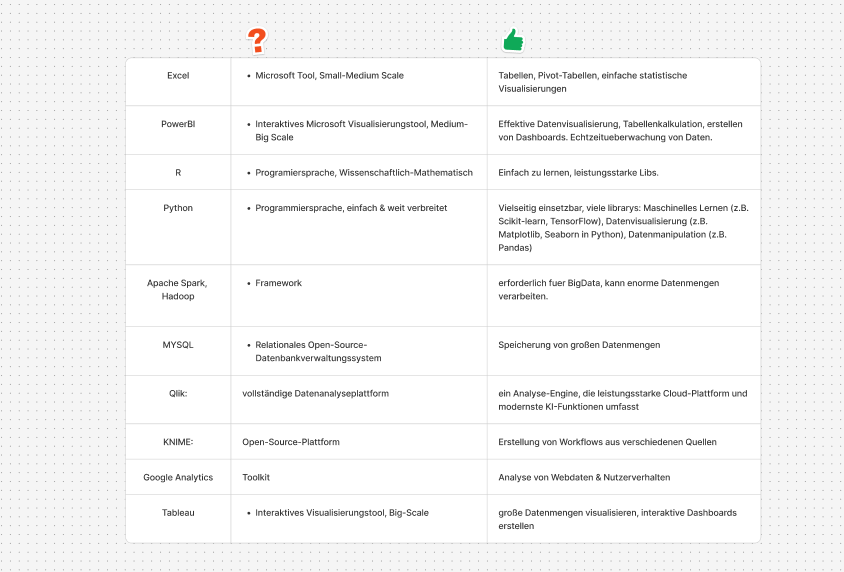 ?
Excel
• Microsoft Tool, Small-Medium Scale
Tabellen, Pivot-Tabellen, einfache statistische
Visualisierungen
PowerBI
• Interaktives Microsoft Visualisierungstool, Medium-
Big Scale
Effektive Datenvisualisierung, Tabellenkalkulation, erstellen
von Dashboards. Echtzeitueberwachung von Daten.
R
• Programiersprache, Wissenschaftlich-Mathematisch
Einfach zu lernen, leistungsstarke Libs.
Python
• Programmiersprache, einfach & weit verbreitet
Vielseitig einsetzbar, viele librarys: Maschinelles Lernen (z.B.
Scikit-learn, TensorFlow), Datenvisualisierung (z.B.
Matplotlib, Seaborn in Python), Datenmanipulation (z.B.
Pandas)
Apache Spark,
Hadoop
• Framework
erforderlich fuer BigData, kann enorme Datenmengen
verarbeiten.
MYSQL
• Relationales Open-Source-
Datenbankverwaltungssystem
Speicherung von großen Datenmengen
Qlik:
vollständige Datenanalyseplattform
ein Analyse-Engine, die leistungsstarke Cloud-Plattform und
modernste KI-Funktionen umfasst
KNIME:
Open-Source-Plattform
Erstellung von Workflows aus verschiedenen Quellen
Google Analytics
Toolkit
Analyse von Webdaten & Nutzerverhalten
Tableau
• Interaktives Visualisierungstool, Big-Scale
große Datenmengen visualisieren, interaktive Dashboards
erstellen